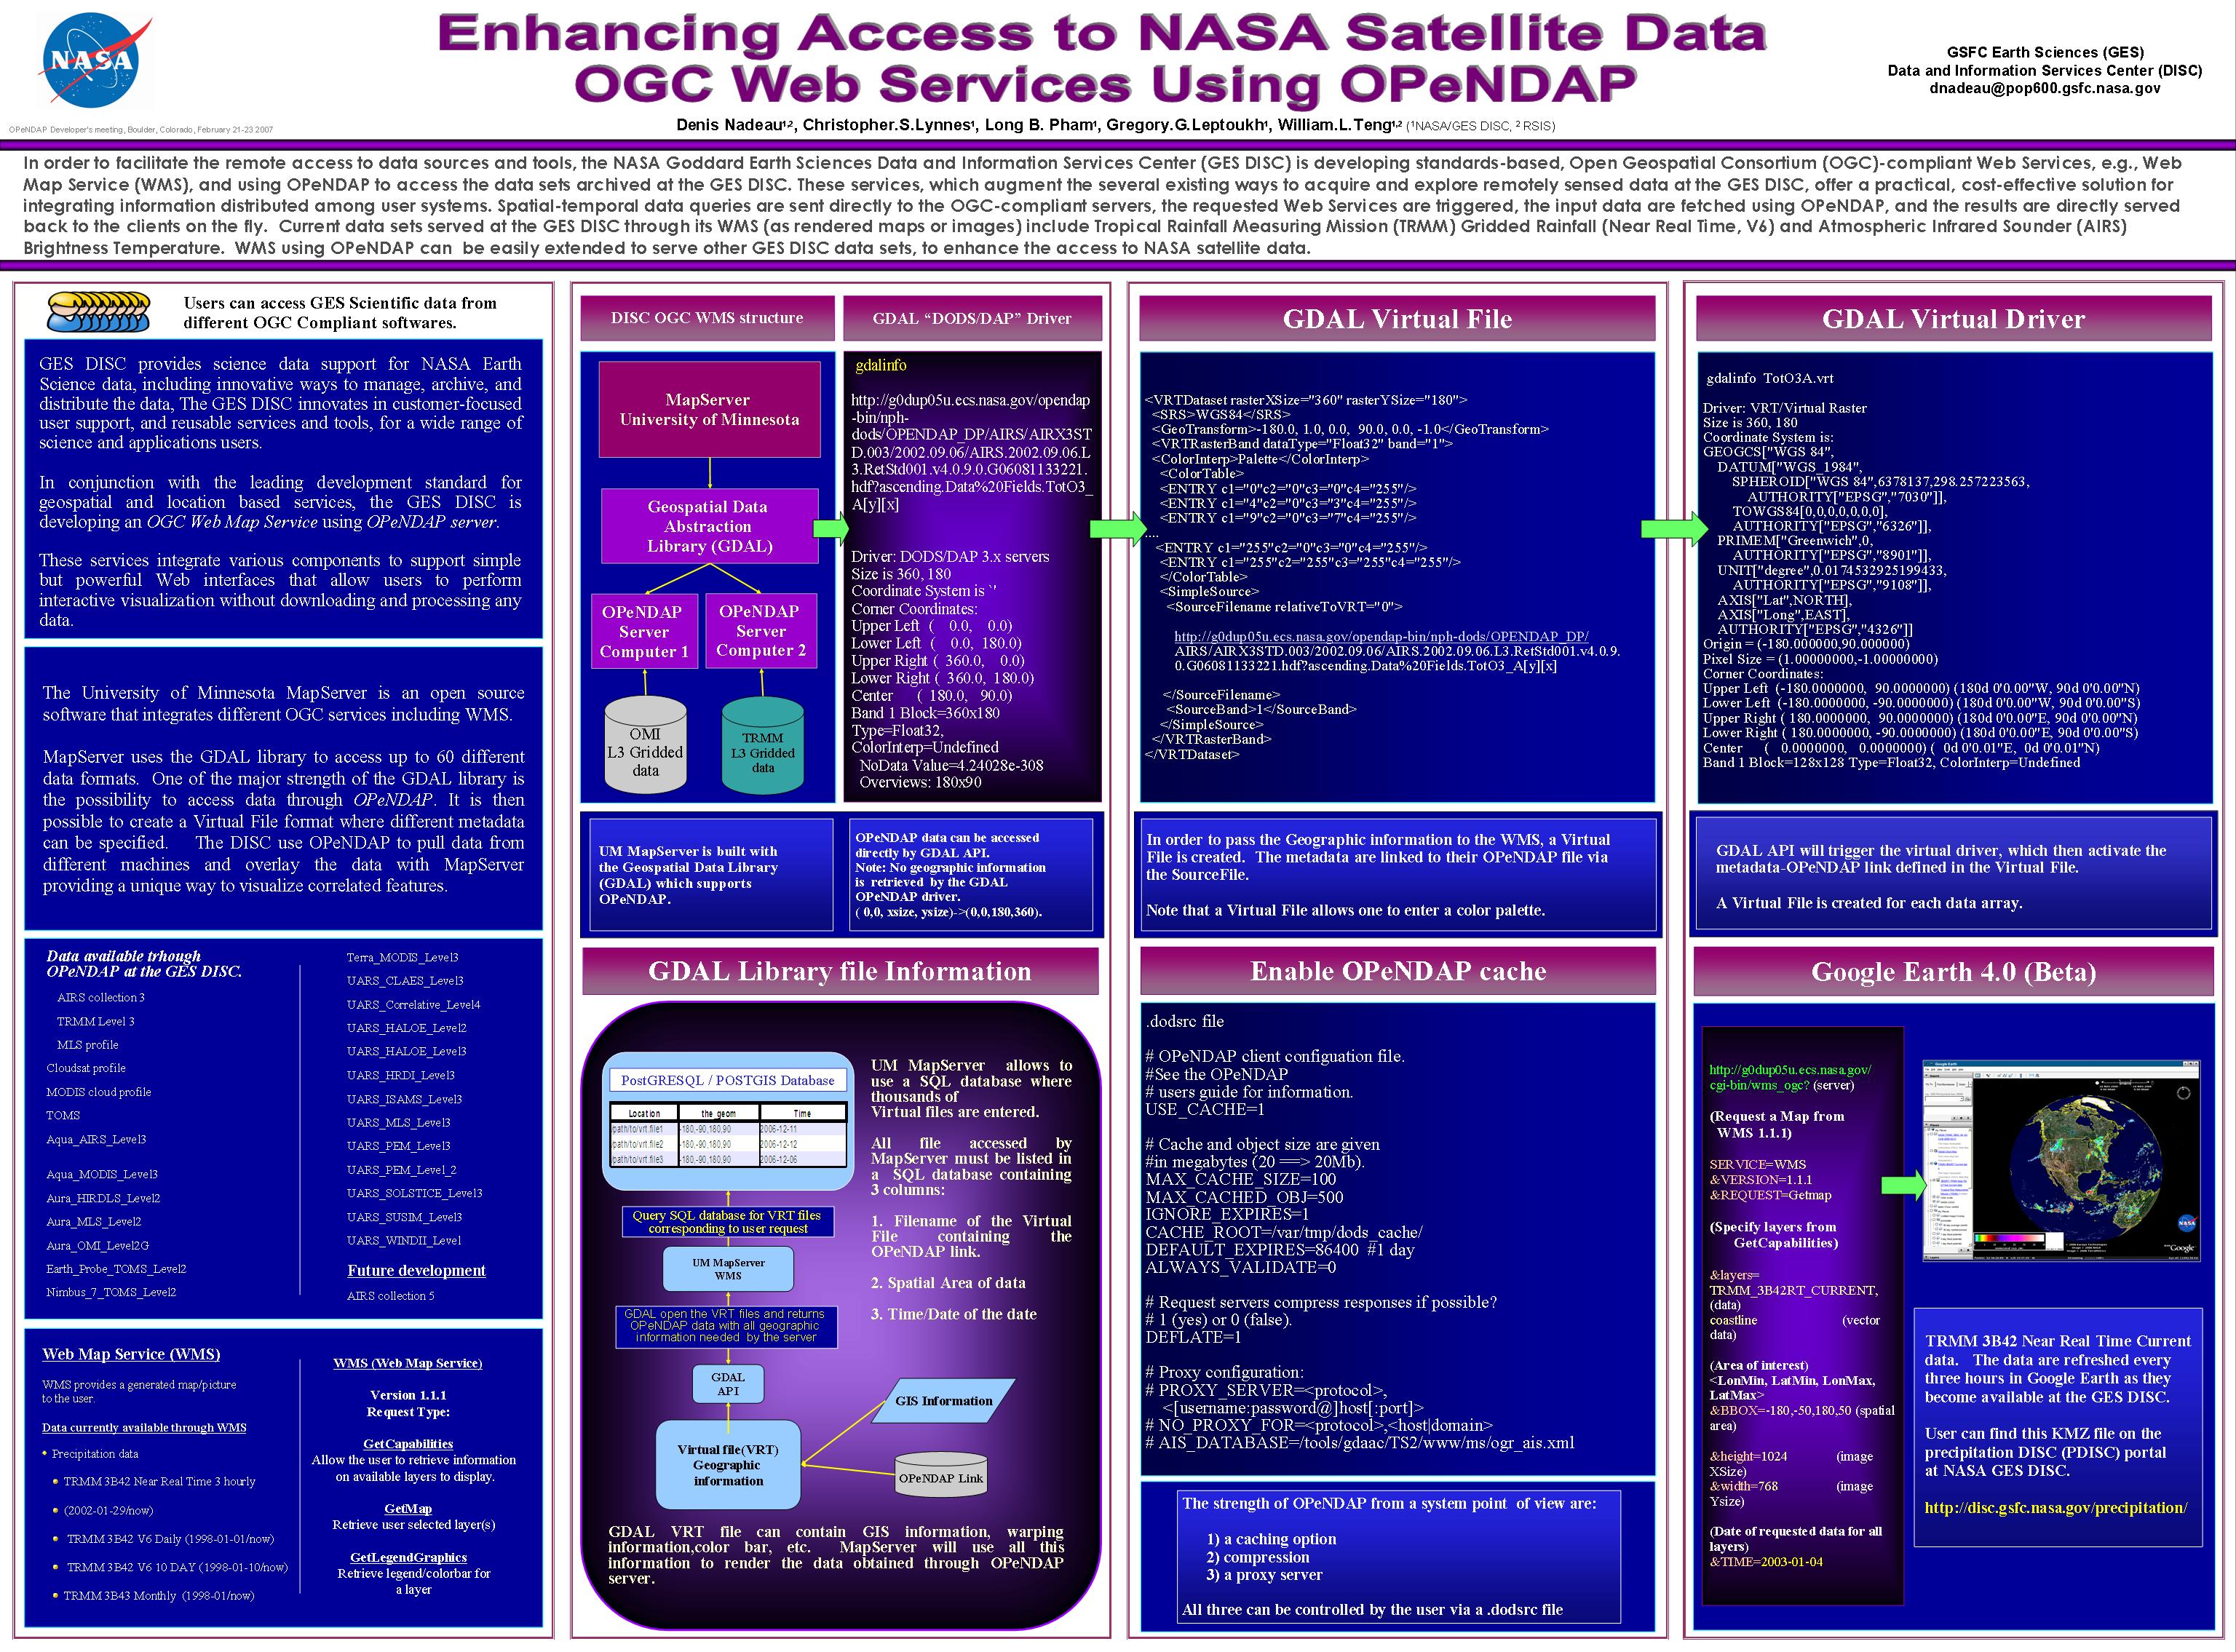 NASA
Enhancing Access to NASA Satellite Data
OGC Web Services Using OPeNDAP
GSFC Earth Sciences (GES)
Data and Information Services Center (DISC)
dnadeau@pop600.gsfc.nasa.gov
OPeNDAP Developer's meeting, Boulder, Colorado, February 21-23 2007
Denis Nadeau1,2, Christopher.S.Lynnes1, Long B. Pham1, Gregory.G.Leptoukh1, William.L.Teng1,2 (1NASA/GES DISC, 2 RSIS)
In order to facilitate the remote access to data sources and tools, the NASA Goddard Earth Sciences Data and Information Services Center (GES DISC) is developing standards-based, Open Geospatial Consortium (OGC)-compliant Web Services, e.g., Web
Map Service (WMS), and using OPeNDAP to access the data sets archived at the GES DISC. These services, which augment the several existing ways to acquire and explore remotely sensed data at the GES DISC, offer a practical, cost-effective solution for
integrating information distributed among user systems. Spatial-temporal data queries are sent directly to the OGC-compliant servers, the requested Web Services are triggered, the input data are fetched using OPeNDAP, and the results are directly served
back to the clients on the fly. Current data sets served at the GES DISC through its WMS (as rendered maps or images) include Tropical Rainfall Measuring Mission (TRMM) Gridded Rainfall (Near Real Time, V6) and Atmospheric Infrared Sounder (AIRS)
Brightness Temperature. WMS using OPeNDAP can be easily extended to serve other GES DISC data sets, to enhance the access to NASA satellite data.
Users can access GES Scientific data from
different OGC Compliant softwares.
GES DISC provides science data support for NASA Earth
Science data, including innovative ways to manage, archive, and
distribute the data, The GES DISC innovates in customer-focused
user support, and reusable services and tools, for a wide range of
science and applications users.
In conjunction with the leading development standard for
geospatial and location based services, the GES DISC is
developing an OGC Web Map Service using OPeNDAP server.
These services integrate various components to support simple
but powerful Web interfaces that allow users to perform
interactive visualization without downloading and processing any
data.
The University of Minnesota MapServer is an open source
software that integrates different OGC services including WMS.
MapServer uses the GDAL library to access up to 60 different
data formats. One of the major strength of the GDAL library is
the possibility to access data through OPeNDAP. It is then
possible to create a Virtual File format where different metadata
can be specified. The DISC use OPeNDAP to pull data from
different machines and overlay the data with MapServer
providing a unique way to visualize correlated features.
Data available trhough
OPeNDAP at the GES DISC.
AIRS collection 3
TRMM Level 3
MLS profile
Cloudsat profile
MODIS cloud profile
TOMS
Aqua_AIRS_Level3
Aqua_MODIS_Level3
Aura_HIRDLS_Level2
Aura_MLS_Level2
Aura_OMI_Level2G
Earth_Probe_TOMS_Level2
Nimbus_7_TOMS_Level2
Terra_MODIS_Level3
UARS_CLAES_Level3
UARS_Correlative_Level4
UARS_HALOE_Level2
UARS_HALOE_Level3
UARS_HRDI_Level3
UARS_ISAMS_Level3
UARS_MLS_Level3
UARS_PEM_Level3
UARS_PEM_Level_2
UARS_SOLSTICE_Level3
UARS_SUSIM_Level3
UARS_WINDII_Level
Future development
AIRS collection 5
Web Map Service (WMS)
WMS provides a generated map/picture
to the user.
Data currently available through WMS
• Precipitation data
• TRMM 3B42 Near Real Time 3 hourly
• (2002-01-29/now)
• TRMM 3B42 V6 Daily (1998-01-01/now)
• TRMM 3B42 V6 10 DAY (1998-01-10/now)
• TRMM 3B43 Monthly (1998-01/now)
WMS (Web Map Service)
Version 1.1.1
Request Type:
GetCapabilities
Allow the user to retrieve information
on available layers to display.
GetMap
Retrieve user selected layer(s)
GetLegendGraphics
Retrieve legend/colorbar for
a layer
DISC OGC WMS structure
MapServer
University of Minnesota
Geospatial Data
Abstraction
Library (GDAL)
OPeNDAP
Server
Computer 1
OPeNDAP
Server
Computer 2
OMI
L3 Gridded
data
TRMM
L3 Gridded
data
UM MapServer is built with
the Geospatial Data Library
(GDAL) which supports
OPeNDAP.
GDAL “DODS/DAP” Driver
gdalinfo
http://g0dup05u.ecs.nasa.gov/opendap
-bin/nph-
dods/OPENDAP_DP/AIRS/AIRX3ST
D.003/2002.09.06/AIRS.2002.09.06.L
3.RetStd001.v4.0.9.0.G06081133221.
hdf?ascending.Data%20Fields.TotO3_
A[y][x]
Driver: DODS/DAP 3.x servers
Size is 360, 180
Coordinate System is `'
Corner Coordinates:
Upper Left ( 0.0, 0.0)
Lower Left ( 0.0, 180.0)
Upper Right ( 360.0, 0.0)
Lower Right ( 360.0, 180.0)
Center ( 180.0, 90.0)
Band 1 Block=360x180
Type=Float32,
ColorInterp=Undefined
NoData Value=4.24028e-308
Overviews: 180x90
OPeNDAP data can be accessed
directly by GDAL API.
Note: No geographic information
is retrieved by the GDAL
OPeNDAP driver.
( 0,0, xsize, ysize)->(0,0,180,360).
GDAL Virtual File
<VRTDataset rasterXSize="360" rasterYSize="180">
<SRS>WGS84</SRS>
<GeoTransform>-180.0, 1.0, 0.0, 90.0, 0.0, -1.0</GeoTransform>
<VRTRasterBand dataType="Float32" band="1">
<ColorInterp>Palette</ColorInterp>
<ColorTable>
<ENTRY c1="0"c2="0"c3="0"c4="255"/>
<ENTRY c1="4"c2="0"c3="3"c4="255"/>
<ENTRY c1="9"c2="0"c3="7"c4="255"/>
....
<ENTRY c1="255"c2="0"c3="0"c4="255"/>
<ENTRY c1="255"c2="255"c3="255"c4="255"/>
</ColorTable>
<SimpleSource>
<SourceFilename relativeToVRT="0">
http://g0dup05u.ecs.nasa.gov/opendap-bin/nph-dods/OPENDAP_DP/
AIRS/AIRX3STD.003/2002.09.06/AIRS.2002.09.06.L3.RetStd001.v4.0.9.
0.G06081133221.hdf?ascending.Data%20Fields.TotO3_A[y][x]
</SourceFilename>
<SourceBand>1</SourceBand>
</SimpleSource>
</VRTRasterBand>
</VRTDataset>
In order to pass the Geographic information to the WMS, a Virtual
File is created. The metadata are linked to their OPeNDAP file via
the SourceFile.
Note that a Virtual File allows one to enter a color palette.
GDAL Virtual Driver
gdalinfo TotO3A.vrt
Driver: VRT/Virtual Raster
Size is 360, 180
Coordinate System is:
GEOGCS["WGS 84",
DATUM["WGS_1984",
SPHEROID["WGS 84",6378137,298.257223563,
AUTHORITY["EPSG","7030"]],
TOWGS84[0,0,0,0,0,0,0],
AUTHORITY["EPSG","6326"]],
PRIMEM["Greenwich",0,
AUTHORITY["EPSG","8901"]],
UNIT["degree",0.0174532925199433,
AUTHORITY["EPSG","9108"]],
AXIS["Lat",NORTH],
AXIS["Long",EAST],
AUTHORITY["EPSG","4326"]]
Origin = (-180.000000,90.000000)
Pixel Size = (1.00000000,-1.00000000)
Corner Coordinates:
Upper Left (-180.0000000, 90.0000000) (180d 0'0.00"W, 90d 0'0.00"N)
Lower Left (-180.0000000, -90.0000000) (180d 0'0.00"W, 90d 0'0.00"S)
Upper Right ( 180.0000000, 90.0000000) (180d 0'0.00"E, 90d 0'0.00"N)
Lower Right ( 180.0000000, -90.0000000) (180d 0'0.00"E, 90d 0'0.00"S)
Center ( 0.0000000, 0.0000000) ( 0d 0'0.01"E, 0d 0'0.01"N)
Band 1 Block=128x128 Type=Float32, ColorInterp=Undefined
GDAL API will trigger the virtual driver, which then activate the
metadata-OPeNDAP link defined in the Virtual File.
A Virtual File is created for each data array.
GDAL Library file Information
PostGRESQL / POSTGIS Database
Location the_geom Time
/path/to/vrt.file1 -180,-90,180,90 2006-12-11
/path/to/vrt.file2 -180,-90,180,90 2006-12-12
/path/to/vrt.file3 -180,-90,180,90 2006-12-06
Query SQL database for VRT files
corresponding to user request
UM MapServer
WMS
GDAL open the VRT files and returns
OPeNDAP data with all geographic
information needed by the server
GDAL
API
Virtual file(VRT)
Geographic
information
GIS Information
OPeNDAP Link
UM MapServer allows to
use a SQL database where
thousands of
Virtual files are entered.
All file accessed by
MapServer must be listed in
a SQL database containing
3 columns:
1. Filename of the Virtual
File containing the
OPeNDAP link.
2. Spatial Area of data
3. Time/Date of the date
GDAL VRT file can contain GIS information, warping
information,color bar, etc. MapServer will use all this
information to render the data obtained through OPeNDAP
server.
Enable OPeNDAP cache
.dodsrc file
# OPeNDAP client configuation file.
#See the OPeNDAP
# users guide for information.
USE_CACHE=1
# Cache and object size are given
#in megabytes (20 ==> 20Mb).
MAX_CACHE_SIZE=100
MAX_CACHED_OBJ=500
IGNORE_EXPIRES=1
CACHE_ROOT=/var/tmp/dods_cache/
DEFAULT_EXPIRES=86400 #1 day
ALWAYS_VALIDATE=0
# Request servers compress responses if possible?
# 1 (yes) or 0 (false).
DEFLATE=1
# Proxy configuration:
# PROXY_SERVER=<protocol>,
<[username:password@]host[:port]>
# NO_PROXY_FOR=<protocol>,<host|domain>
# AIS_DATABASE=/tools/gdaac/TS2/www/ms/ogr_ais.xml
The strength of OPeNDAP from a system point of view are:
1) a caching option
2) compression
3) a proxy server
All three can be controlled by the user via a .dodsrc file
Google Earth 4.0 (Beta)
http://g0dup05u.ecs.nasa.gov/
cgi-bin/wms_ogc? (server)
(Request a Map from
WMS 1.1.1)
SERVICE=WMS
&VERSION=1.1.1
&REQUEST=Getmap
(Specify layers from
GetCapabilities)
&layers=
TRMM_3B42RT_CURRENT,
(data)
coastline (vector
data)
(Area of interest)
<LonMin, LatMin, LonMax,
LatMax>
&BBOX=-180,-50,180,50 (spatial
area)
&height=1024 (image
XSize)
&width=768 (image
Ysize)
(Date of requested data for all
layers)
&TIME=2003-01-04
NASA
Google
TRMM 3B42 Near Real Time Current
data. The data are refreshed every
three hours in Google Earth as they
become available at the GES DISC.
User can find this KMZ file on the
precipitation DISC (PDISC) portal
at NASA GES DISC.
http://disc.gsfc.nasa.gov/precipitation/